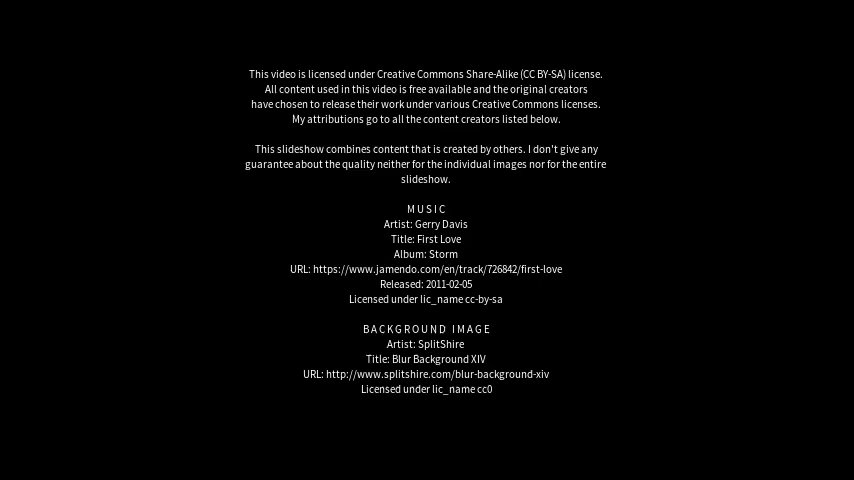 This video is licensed under Creative Commons Share-Alike (CC BY-SA) license.
All content used in this video is free available and the original creators
have chosen to release their work under various Creative Commons licenses.
My attributions go to all the content creators listed below.
This slideshow combines content that is created by others. I don't give any
guarantee about the quality neither for the individual images nor for the entire
slideshow.
MUSIC
Artist: Gerry Davis
Title: First Love
Album: Storm
URL: https://www.jamendo.com/en/track/726842/first-love
Released: 2011-02-05
Licensed under lic_name cc-by-sa
BACKGROUND IMAGE
Artist: SplitShire
Title: Blur Background XIV
URL: http://www.splitshire.com/blur-background-xiv
Licensed under lic_name cc0